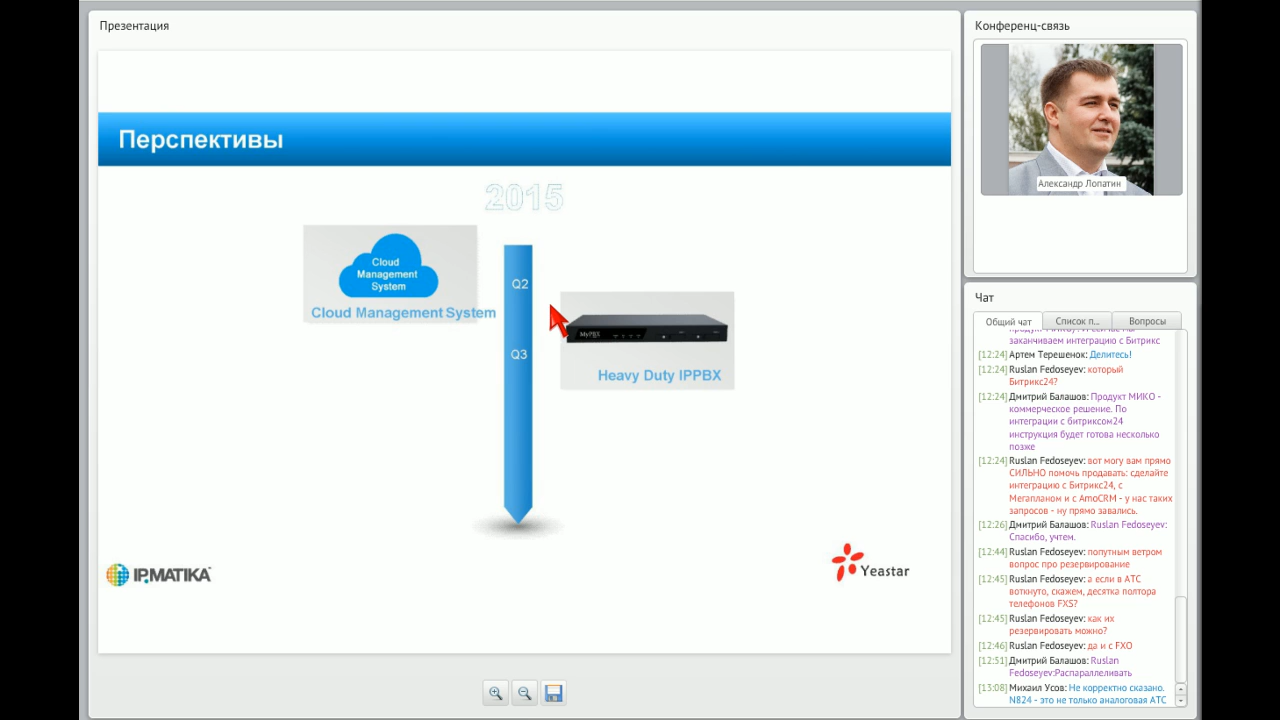 Презентация
Перспективы
2015
Cloud
Management
System
Cloud Management System
Q2
MyPBX
Q3
Heavy Duty IPPBX
IPMATIKA
Yeastar
Конференц-связь
Александр Лопатин
Чат
Общий чат
Список п...
Вопросы
заканчиваем интеграцию с Битрикс
[12:24] Артем Терешенок: Делитесь!
[12:24] Ruslan Fedoseyev: который
Битрикс24?
[12:24] Дмитрий Балашов: Продукт МИКО -
коммерческое решение. По
интеграции с битриксом24
инструкция будет готова несколько
позже
[12:24] Ruslan Fedoseyev: вот могу вам прямо
СИЛЬНО помочь продавать: сделайте
интеграцию с Битрикс24, с
Мегапланом и с AmoCRM - у нас таких
запросов - ну прямо завались.
[12:26] Дмитрий Балашов: Ruslan Fedoseyev:
Спасибо, учтем.
[12:44] Ruslan Fedoseyev: попутным ветром
вопрос про резервирование
[12:45] Ruslan Fedoseyev: а если в АТС
воткнуто, скажем, десятка полтора
телефонов FXS?
[12:45] Ruslan Fedoseyev: как их
резервировать можно?
[12:46] Ruslan Fedoseyev: да и с FXO
[12:51] Дмитрий Балашов: Ruslan
Fedoseyev:Распараллеливать
[13:08] Михаил Усов: Не корректно сказано.
N824 - это не только аналоговая АТС